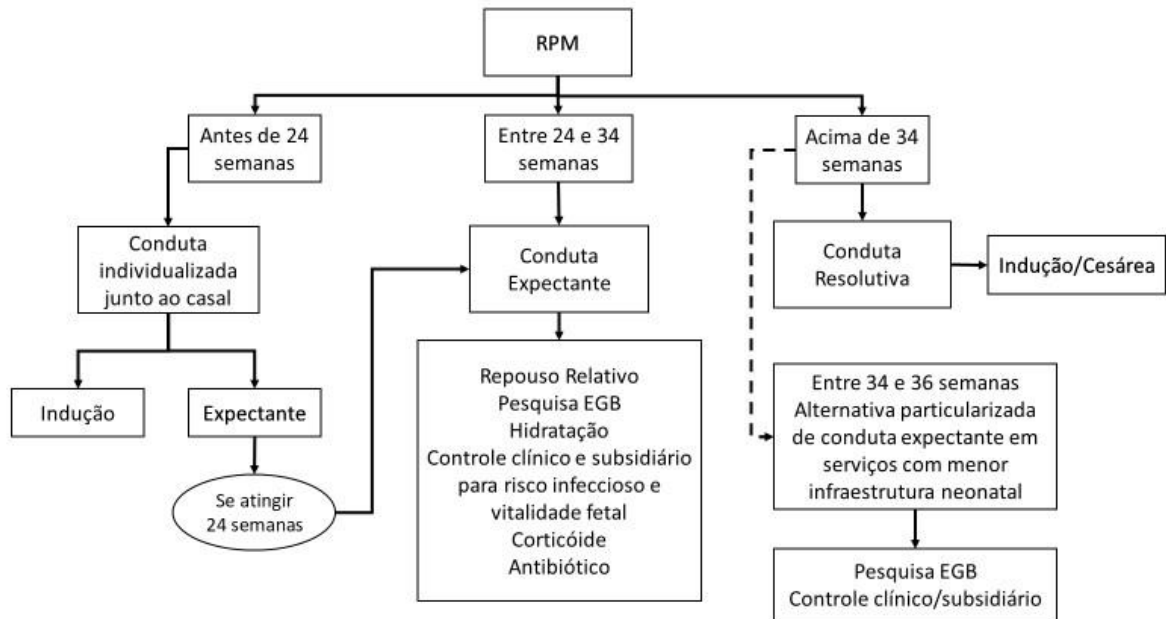 RPM
Antes de 24
semanas
Entre 24 e 34
semanas
Acima de 34
semanas
Conduta
individualizada
junto ao casal
Conduta
Expectante
Conduta
Resolutiva
Indução/Cesárea
Indução
Expectante
Se atingir
24 semanas
Repouso Relativo
Pesquisa EGB
Hidratação
Controle clínico e subsidiário
para risco infeccioso e
vitalidade fetal
Corticóide
Antibiótico
Entre 34 e 36 semanas
Alternativa particularizada
de conduta expectante em
serviços com menor
infraestrutura neonatal
Pesquisa EGB
Controle clínico/subsidiário